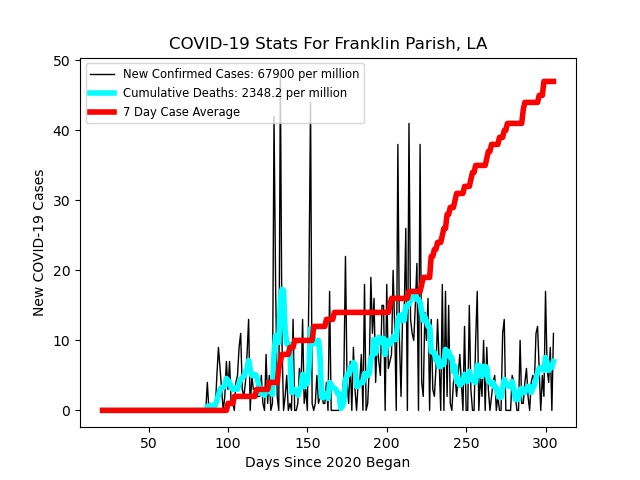 COVID-19 Stats For Franklin Parish, LA
New Confirmed Cases: 67900 per million
Cumulative Deaths: 2348.2 per million
7 Day Case Average
New COVID-19 Cases
50
40
30
20
10
0
50 100 150 200 250 300
Days Since 2020 Began